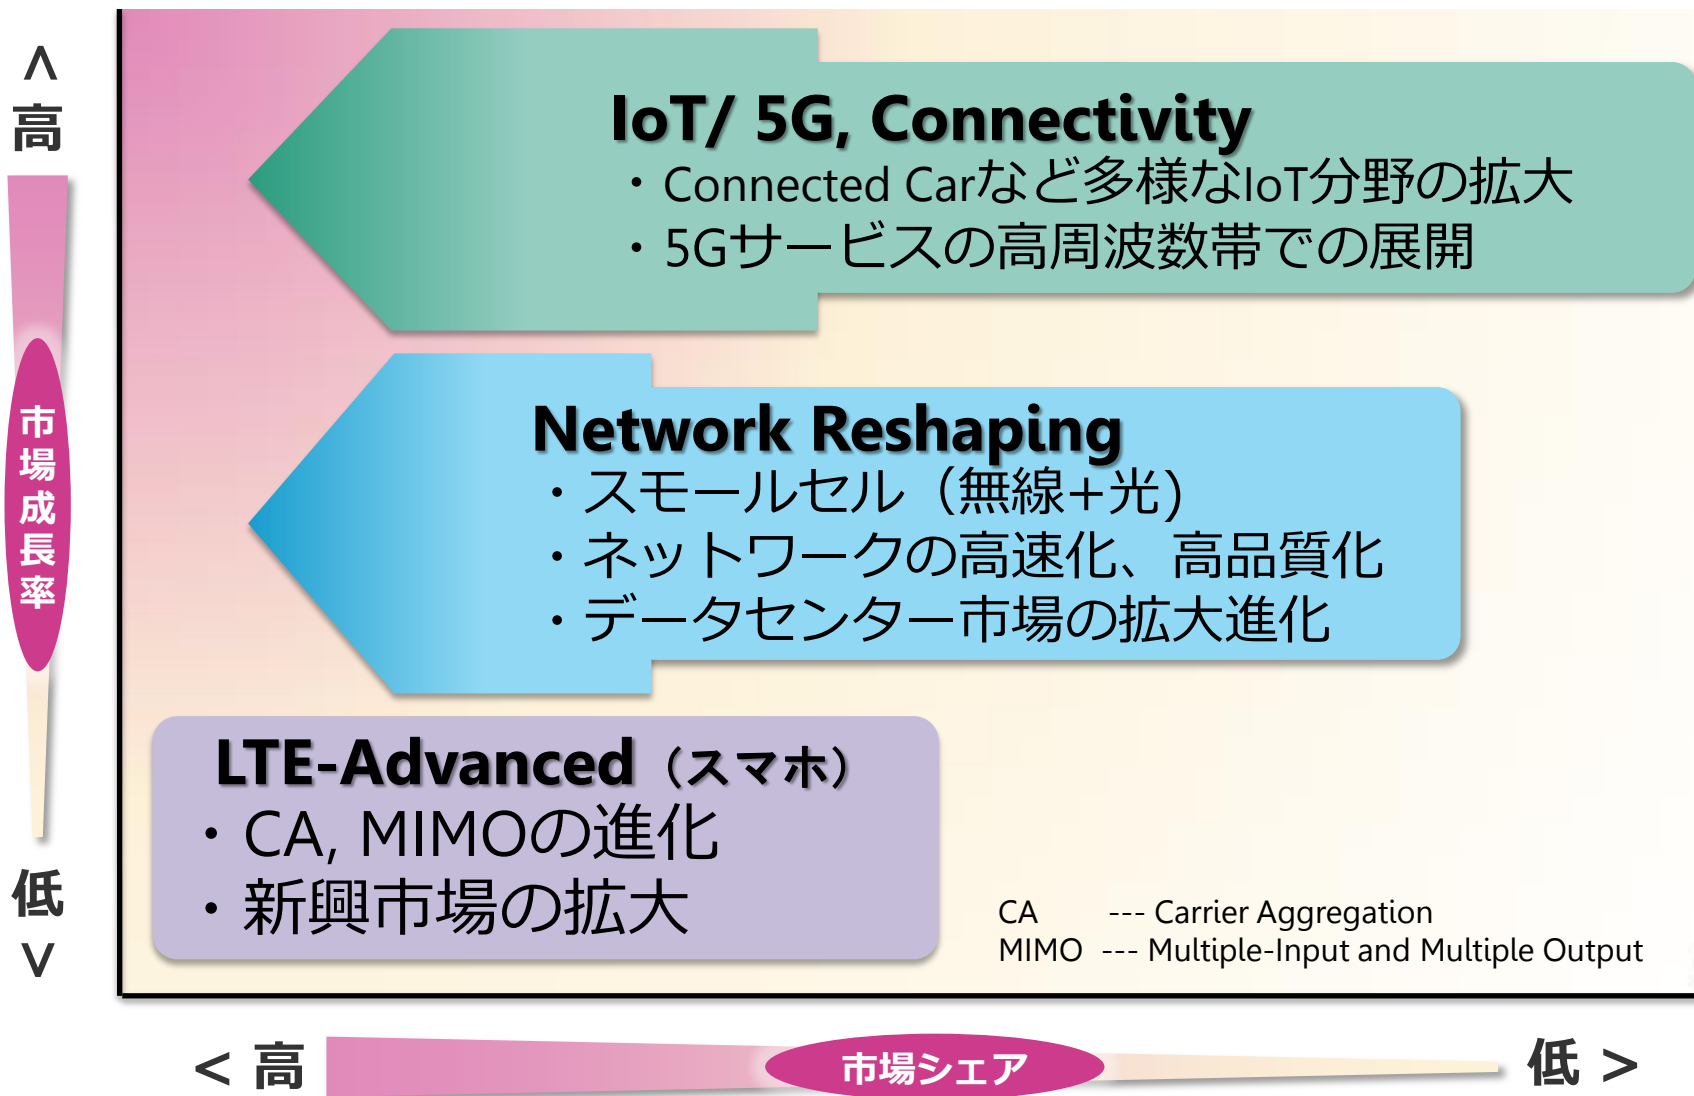 ∧
高
市場成長率
低
∨
IoT/ 5G, Connectivity
・Connected Carなど多様なIoT分野の拡大
・5Gサービスの高周波数帯での展開
Network Reshaping
・スモールセル（無線+光)
・ネットワークの高速化、高品質化
・データセンター市場の拡大進化
LTE-Advanced（スマホ）
・CA, MIMOの進化
・新興市場の拡大
CA --- Carrier Aggregation
MIMO --- Multiple-Input and Multiple Output
< 高 市場シェア 低 >